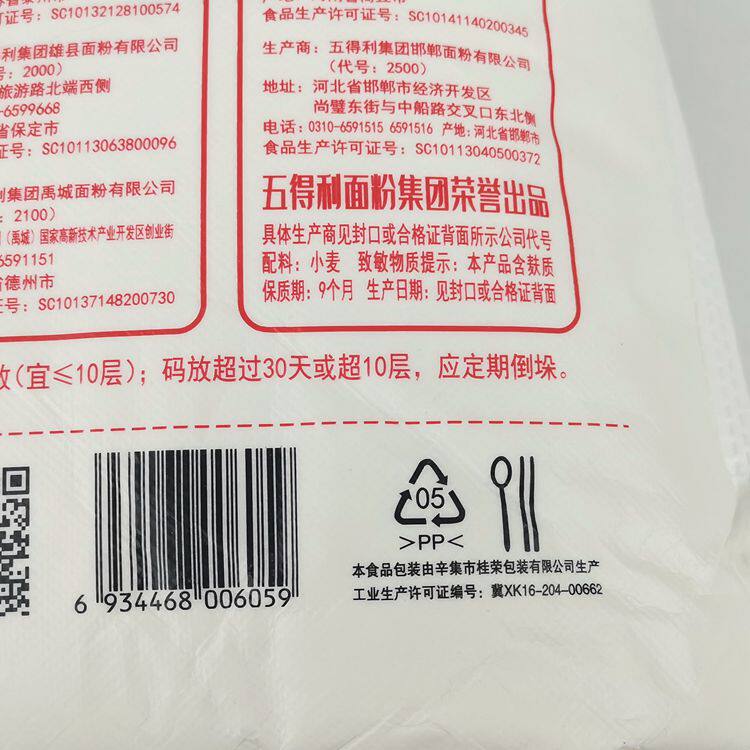 SC10132128100574
利集团雄县面粉有限公司
号：2000）
旅游路北端西侧
-6599668
省保定市
证号：SC10113063800096
利集团禹城面粉有限公司
：2100）
（禹城）国家高新技术产业开发区创业街
6591151
省德州市
证号：SC10137148200730
食品生产许可证号：SC10141140200345
生产商：五得利集团邯郸面粉有限公司
（代号：2500）
地址：河北省邯郸市经济开发区
尚璧东街与中船路交叉口东北侧
电话：0310-6591515 6591516 产地：河北省邯郸市
食品生产许可证号：SC10113040500372
五得利面粉集团荣誉出品
具体生产商见封口或合格证背面所示公司代号
配料：小麦 致敏物质提示：本产品含麸质
保质期：9个月 生产日期：见封口或合格证背面
放（宜≤10层）；码放超过30天或超10层，应定期倒垛。
6 934468 006059
05
>PP<
本食品包装由辛集市桂荣包装有限公司生产
工业生产许可证编号：冀XK16-204-00662